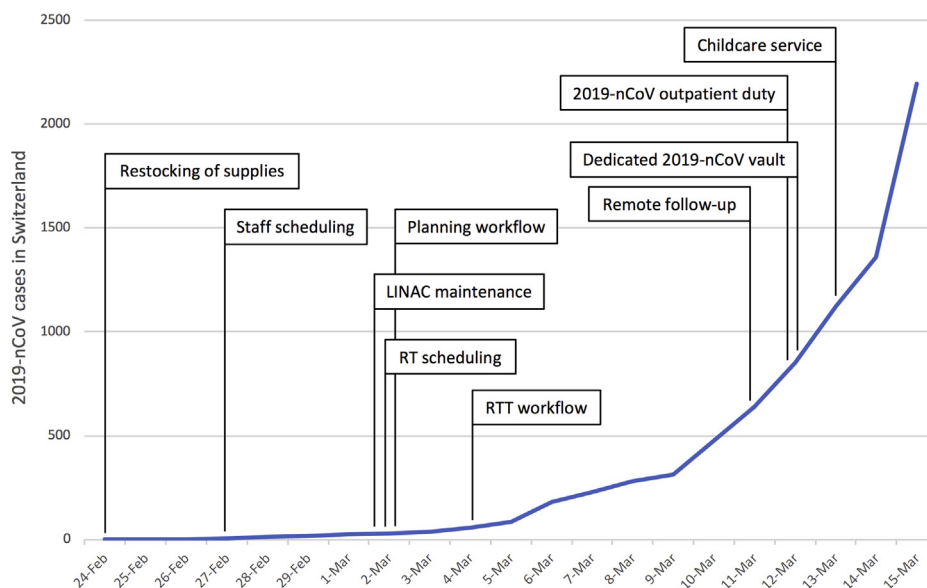 2500
2000
1500
1000
500
0
2019-nCoV cases in Switzerland
Restocking of supplies
Staff scheduling
Planning workflow
LINAC maintenance
RT scheduling
RTT workflow
Childcare service
2019-nCoV outpatient duty
Dedicated 2019-nCoV vault
Remote follow-up
24-Feb
25-Feb
26-Feb
27-Feb
28-Feb
29-Feb
1-Mar
2-Mar
3-Mar
4-Mar
5-Mar
6-Mar
7-Mar
8-Mar
9-Mar
10-Mar
11-Mar
12-Mar
13-Mar
14-Mar
15-Mar